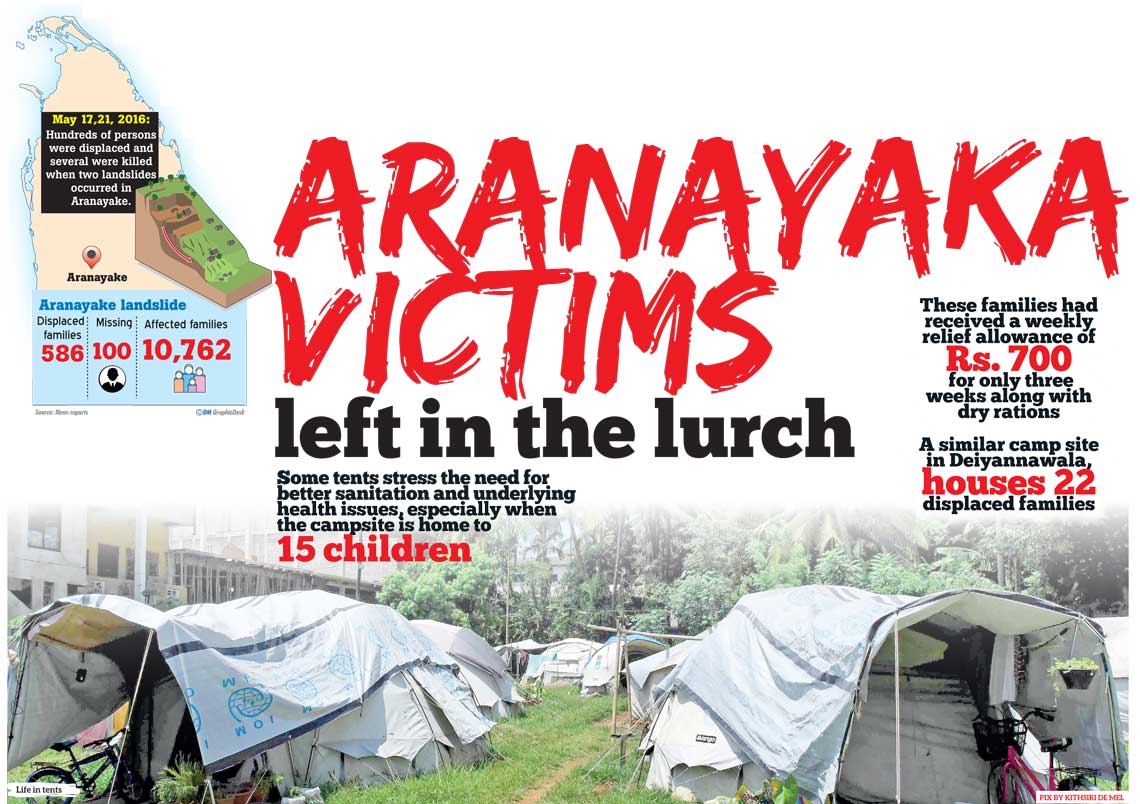 May 17,21, 2016:
Hundreds of persons
were displaced and
several were killed
when two landslides
occurred in
Aranayake.
Aranayake
Aranayake landslide
Displaced
families
586
Missing
100
Affected families
10,762
Source: News reports
©DM GraphicDesk
ARANAYAKA
VICTIMS
left in the lurch
Some tents stress the need for
better sanitation and underlying
health issues, especially when
the campsite is home to
15 children
These families had
received a weekly
relief allowance of
Rs. 700
for only three
weeks along with
dry rations
A similar camp site
in Deiyannawala,
houses 22
displaced families
IOM
IOM
evango
Life in tents
PIX BY KITHSIRI DE MEL